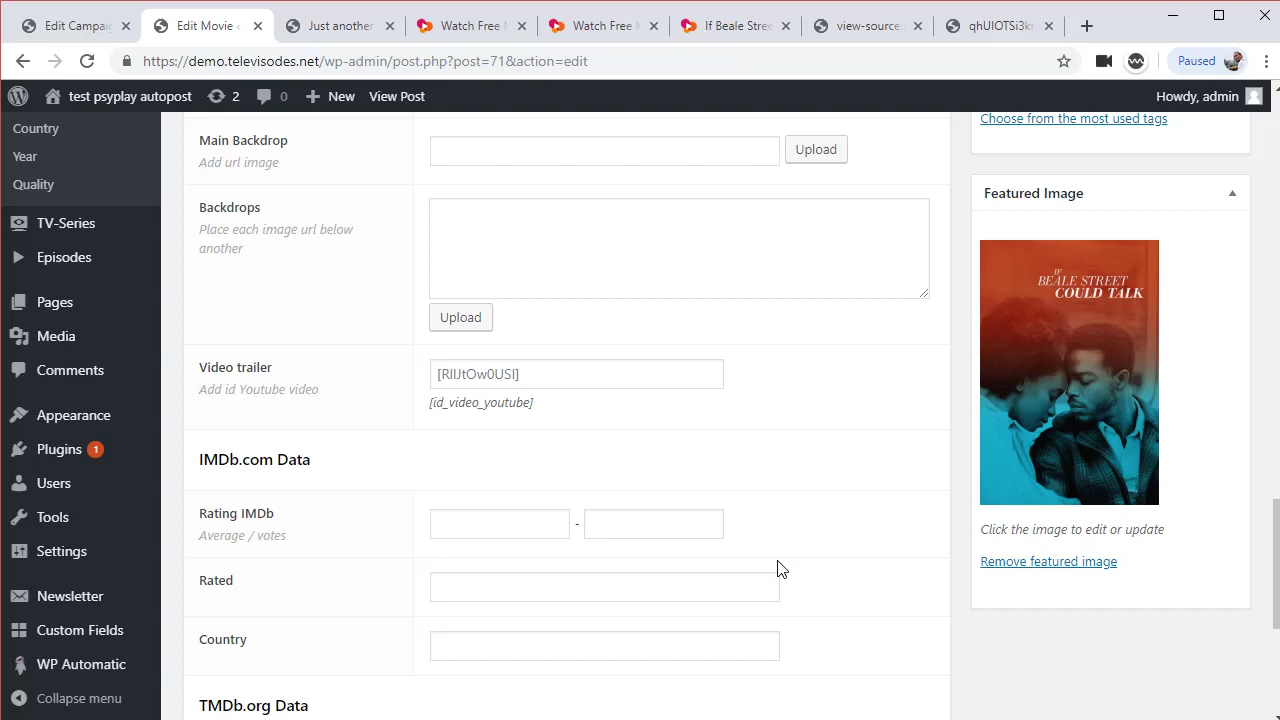 Edit Campai
Edit Movie ‹
Just another
Watch Free M
Watch Free M
If Beale Stre
view-source:
qhUIOTSi3kr
https://demo.televisodes.net/wp-admin/post.php?post=71&action=edit
Paused
test psyplay autopost
2
0
New
View Post
Howdy, admin
Country
Year
Quality
TV-Series
Episodes
Pages
Media
Comments
Appearance
Plugins 1
Users
Tools
Settings
Newsletter
Custom Fields
WP Automatic
Collapse menu
Main Backdrop
Add url image
Upload
Backdrops
Place each image url below
another
Upload
Video trailer
Add id Youtube video
[RIlJtOw0USI]
[id_video_youtube]
IMDb.com Data
Rating IMDb
Average / votes
-
Rated
Country
TMDb.org Data
Choose from the most used tags
Featured Image
IF
BEALE STREET
COULD TALK
Click the image to edit or update
Remove featured image